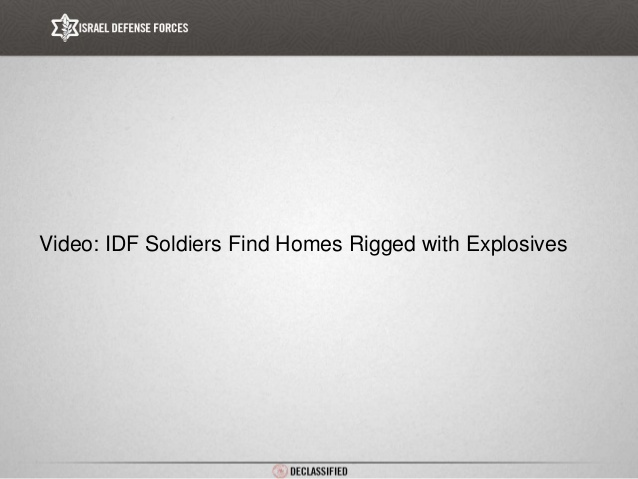 ISRAEL DEFENSE FORCES
Video: IDF Soldiers Find Homes Rigged with Explosives
DECLASSIFIED